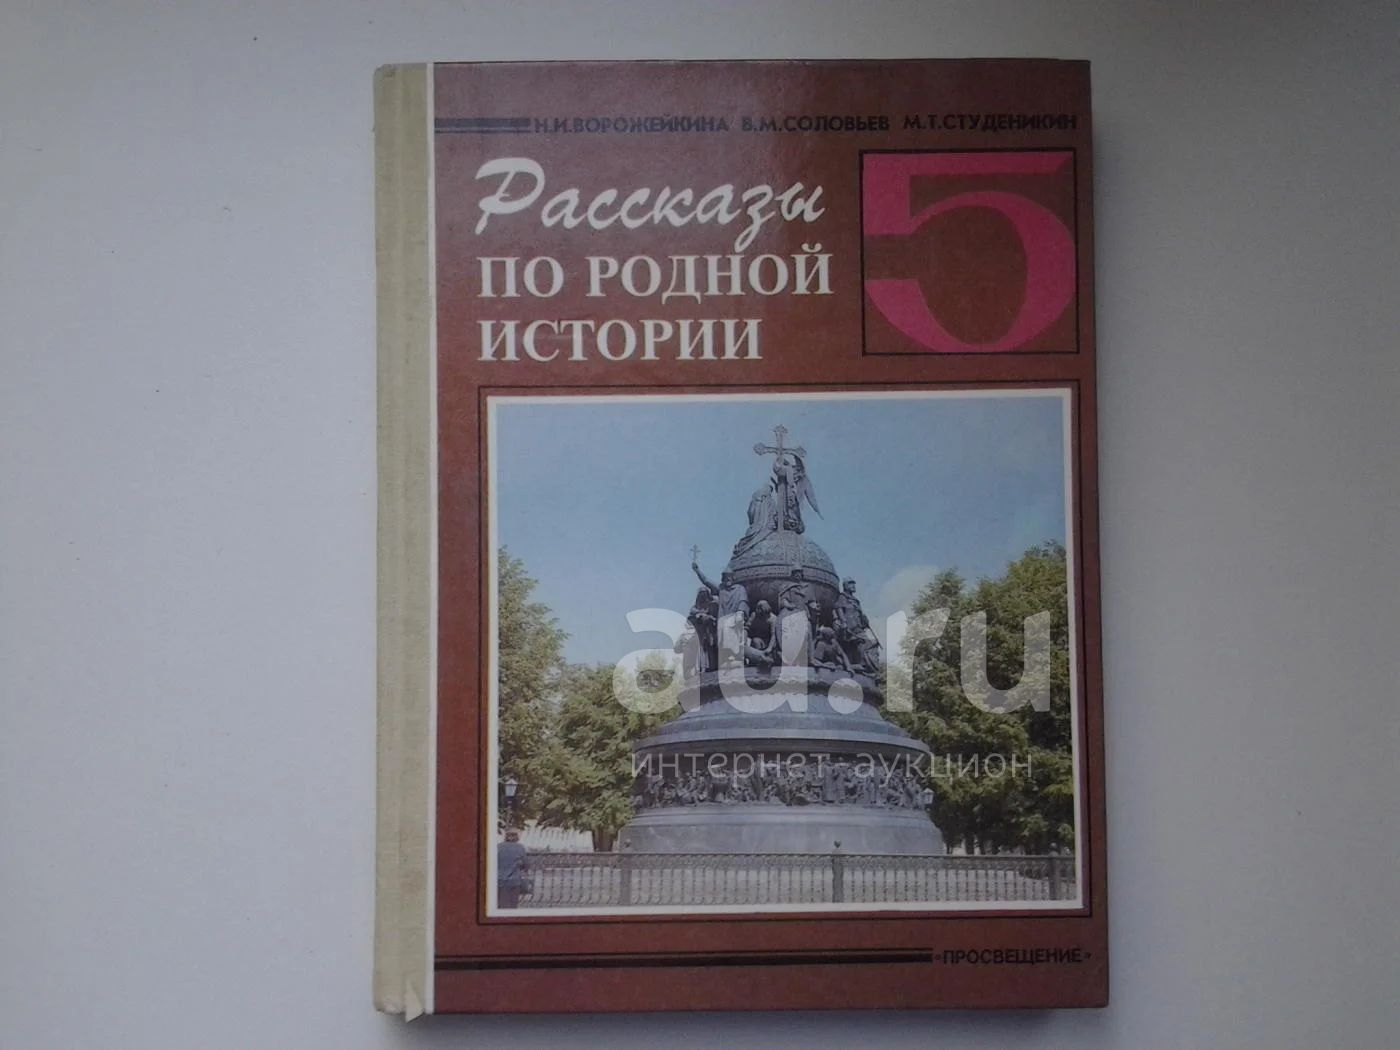 Н.И.ВОРОЖЕЙКИНА В.М.СОЛОВЬЕВ М.Т.СТУДЕНИКИН
Рассказы
ПО РОДНОЙ
ИСТОРИИ
5
au.ru
интернет-аукцион
«ПРОСВЕЩЕНИЕ»